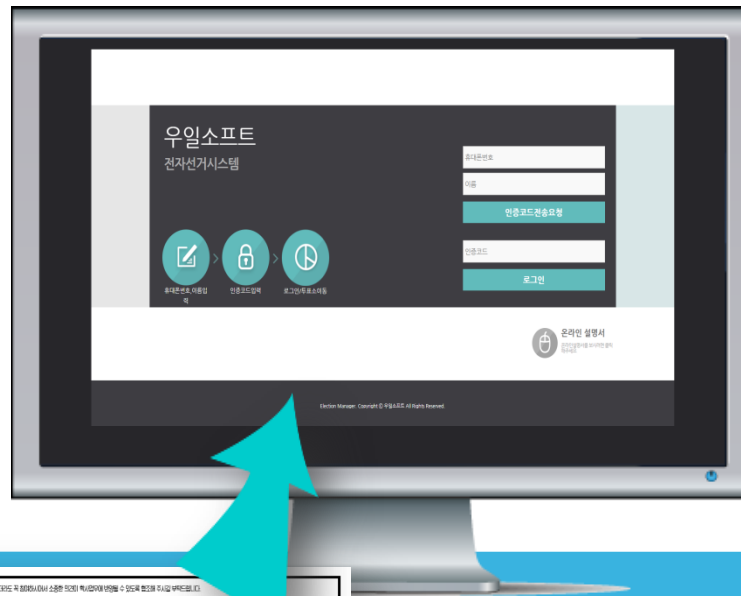 우일소프트
전자선거시스템
휴대폰번호
이름
인증코드전송요청
인증코드
로그인
휴대폰번호,이름입
력
인증코드입력
로그인/투표소이동
온라인 설명서
Election Manager. Copyright ⓒ 우일소프트 All Rights Reserved.